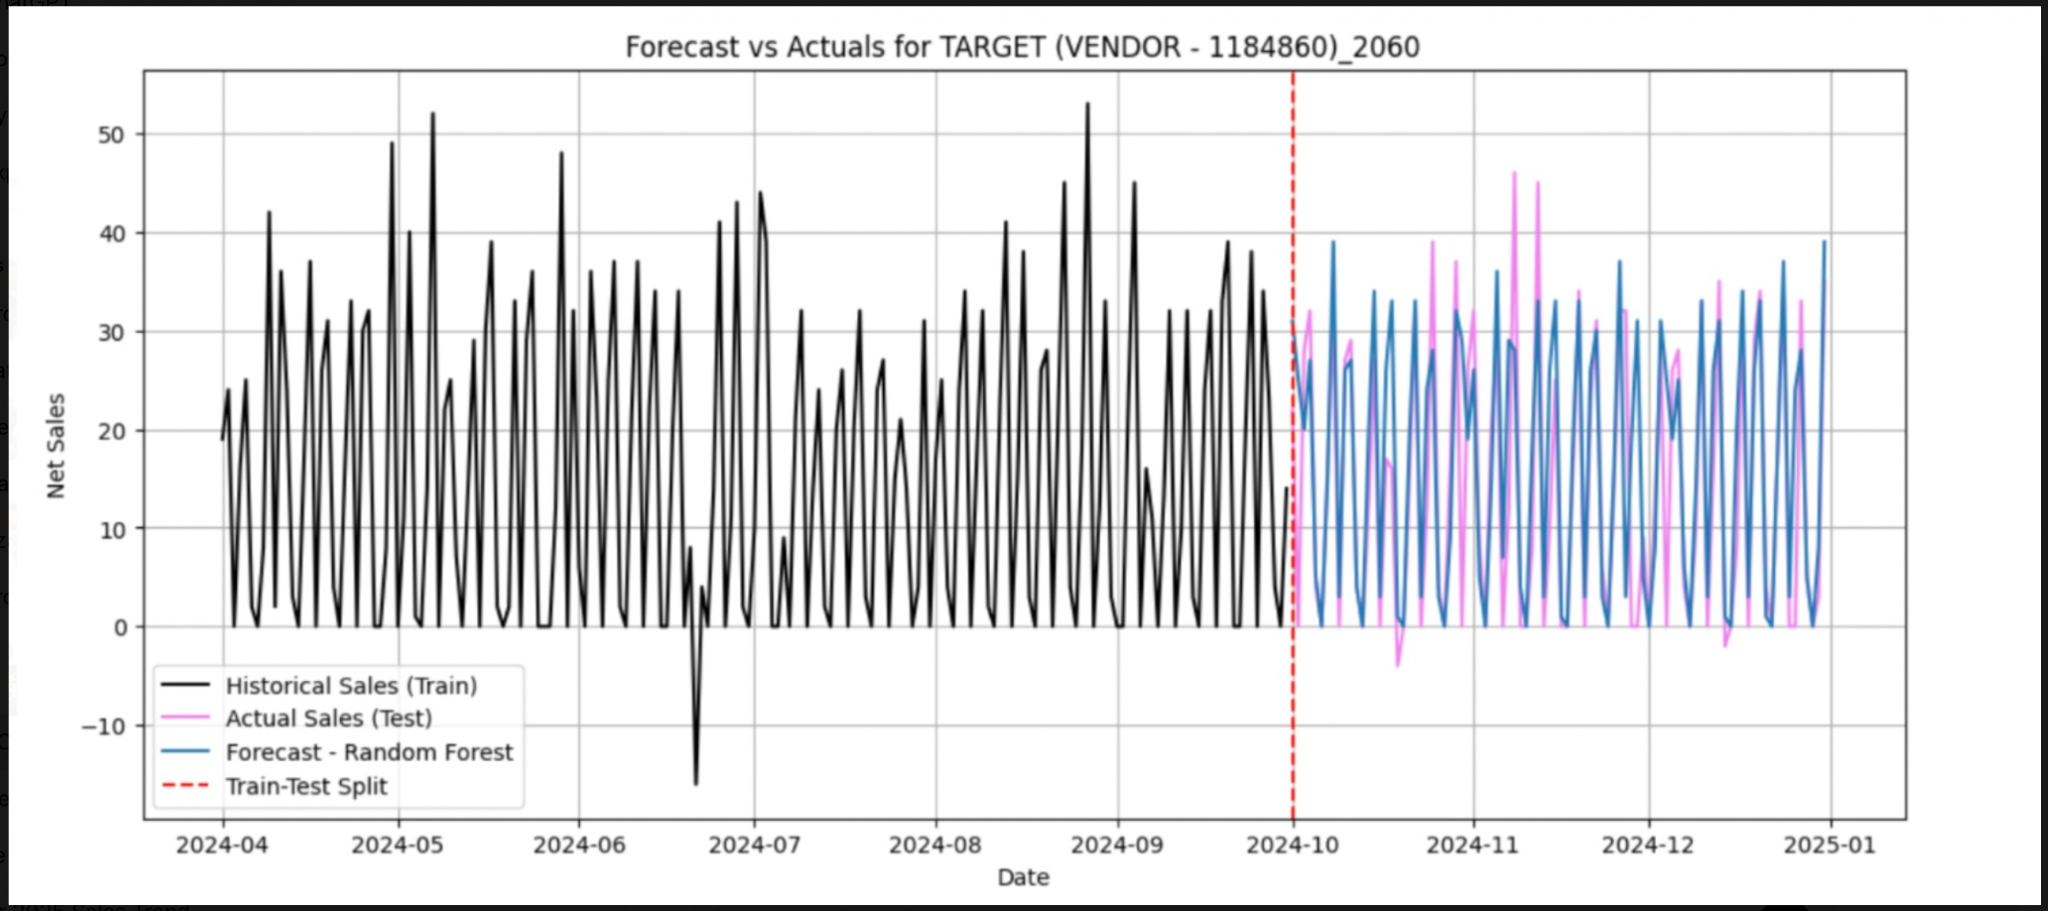 Forecast vs Actuals for TARGET (VENDOR - 1184860)_2060
50
40
30
20
10
0
−10
Net Sales
Historical Sales (Train)
Actual Sales (Test)
Forecast - Random Forest
Train-Test Split
2024-04 2024-05 2024-06 2024-07 2024-08 2024-09 2024-10 2024-11 2024-12 2025-01
Date